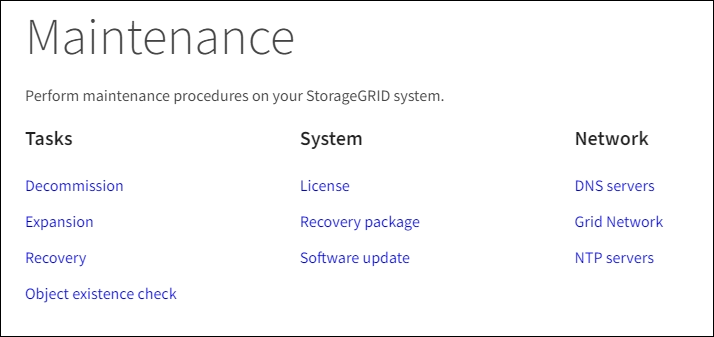 Maintenance
Perform maintenance procedures on your StorageGRID system.
Tasks
Decommission
Expansion
Recovery
Object existence check
System
License
Recovery package
Software update
Network
DNS servers
Grid Network
NTP servers